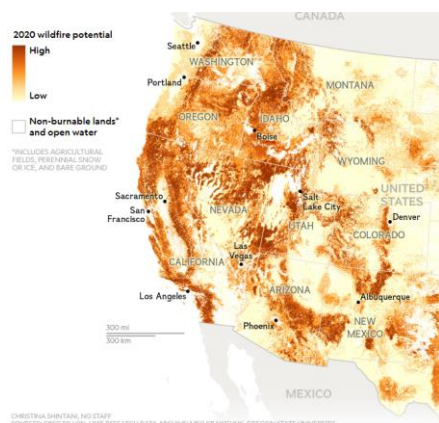 CANADA
2020 wildfire potential
High
Low
Non-burnable lands*
and open water
*INCLUDES AGRICULTURAL
FIELDS, PERENNIAL SNOW
OR ICE, AND BARE GROUND
Seattle
WASHINGTON
Portland
MONTANA
OREGON
IDAHO
Boise
WYOMING
UNITED
STATES
Salt
Lake City
Sacramento
San
Francisco
NEVADA
UTAH
Denver
COLORADO
Las
Vegas
CALIFORNIA
Los Angeles
ARIZONA
Albuquerque
Phoenix
NEW
MEXICO
300 mi
300 km
MEXICO
CHRISTINA SHINTANI, NG STAFF